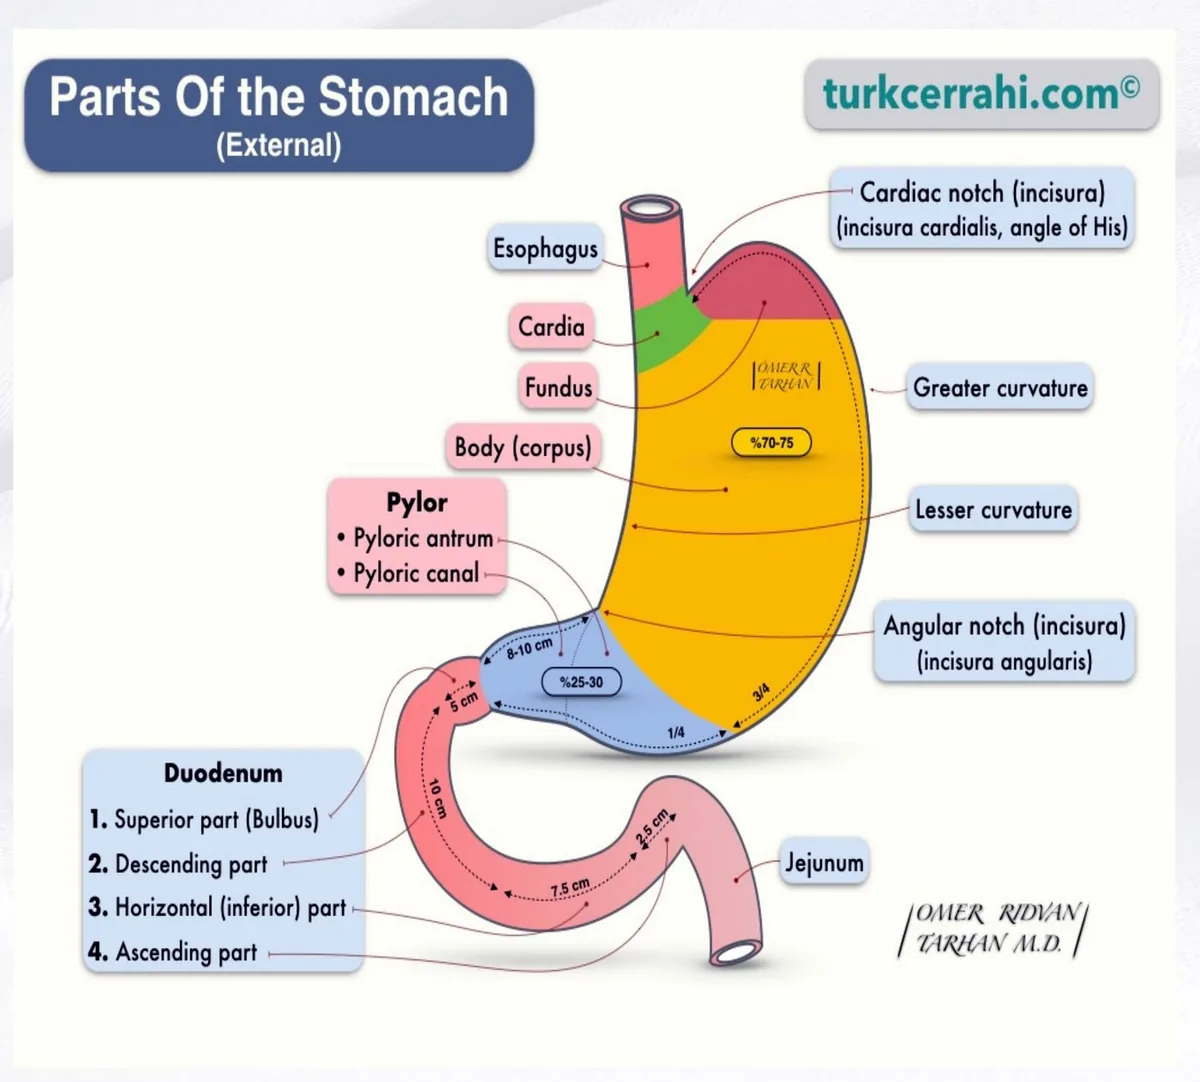 Parts Of the Stomach
(External)
turkcerrahi.com©
Cardiac notch (incisura)
(incisura cardialis, angle of His)
Esophagus
Cardia
Fundus
ÖMER R.
TARHAN
Greater curvature
Body (corpus)
%70-75
Pylor
• Pyloric antrum
• Pyloric canal
Lesser curvature
Angular notch (incisura)
(incisura angularis)
8-10 cm
%25-30
5 cm
3/4
1/4
Duodenum
1. Superior part (Bulbus)
2. Descending part
3. Horizontal (inferior) part
4. Ascending part
10 cm
7.5 cm
2.5 cm
Jejunum
OMER RIDVAN
TARHAN M.D.